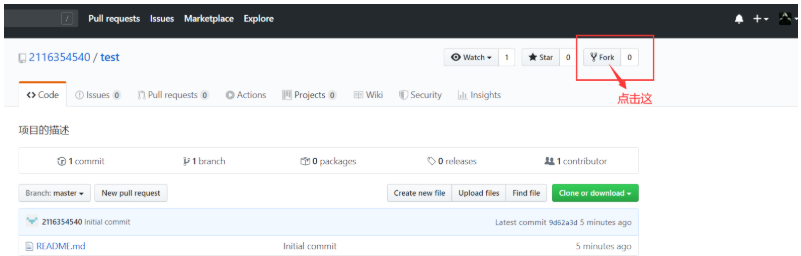 / Pull requests Issues Marketplace Explore
2116354540 / test Watch 1 Star 0 Fork 0
点击这
Code Issues 0 Pull requests 0 Actions Projects 0 Wiki Security Insights
项目的描述
1 commit 1 branch 0 packages 0 releases 1 contributor
Branch: master New pull request Create new file Upload files Find file Clone or download
2116354540 Initial commit Latest commit 9d62a3d 5 minutes ago
README.md Initial commit 5 minutes ago